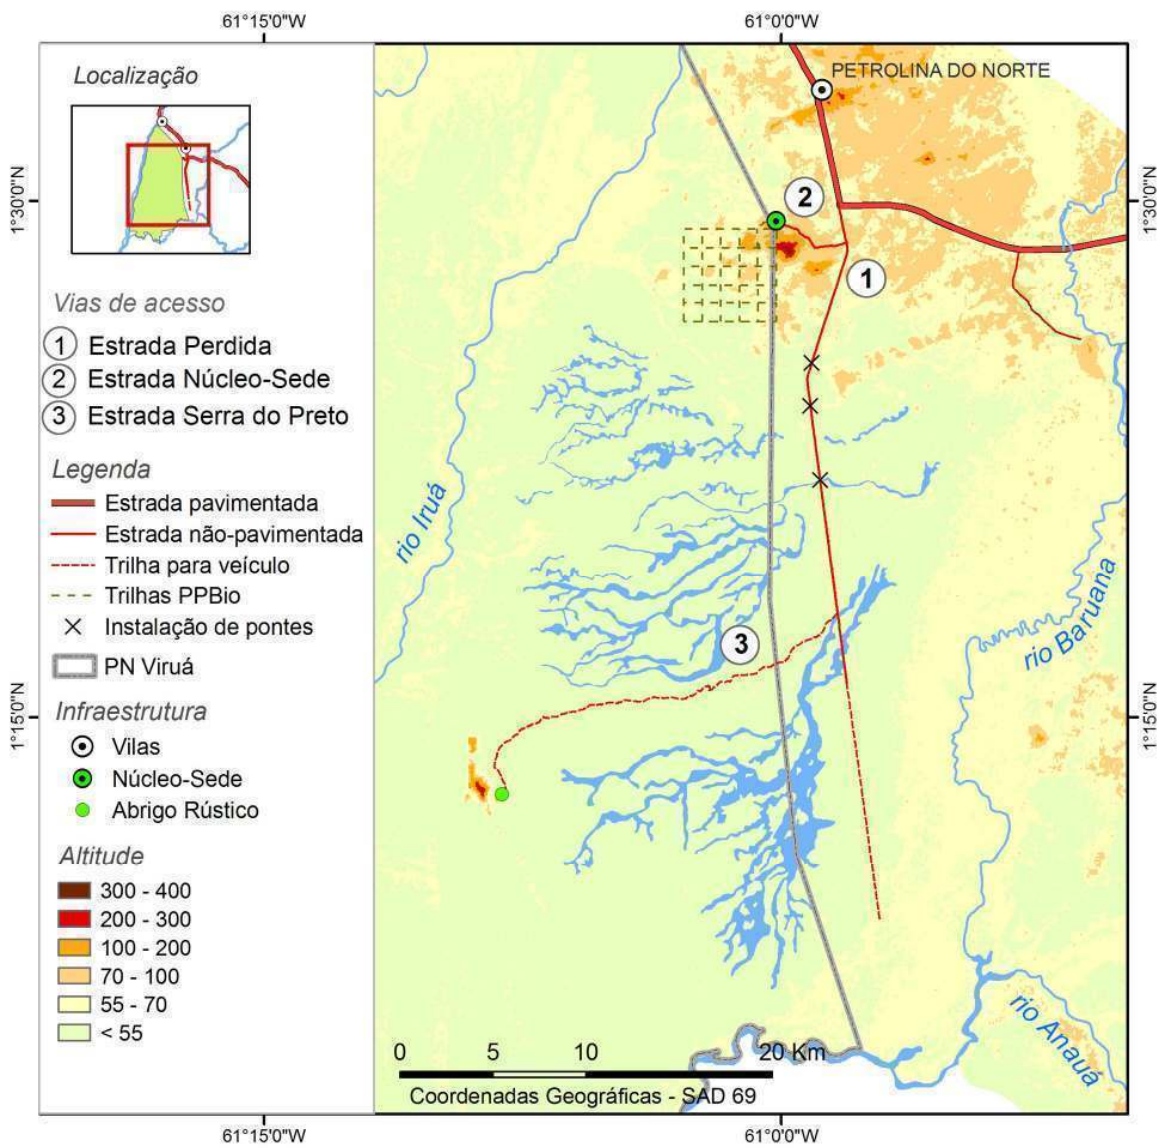 61°15'0"W
61°0'0"W
Localização
PETROLINA DO NORTE
1°30'0"N
1°30'0"N
2
1
Vias de acesso
1 Estrada Perdida
2 Estrada Núcleo-Sede
3 Estrada Serra do Preto
Legenda
Estrada pavimentada
Estrada não-pavimentada
Trilha para veículo
Trilhas PPBio
Instalação de pontes
PN Viruá
rio Iruá
rio Baruana
3
1°15'0"N
1°15'0"N
Infraestrutura
Vilas
Núcleo-Sede
Abrigo Rústico
Altitude
300 - 400
200 - 300
100 - 200
70 - 100
55 - 70
< 55
rio Anauá
0 5 10 20 Km
Coordenadas Geográficas - SAD 69
61°15'0"W
61°0'0"W